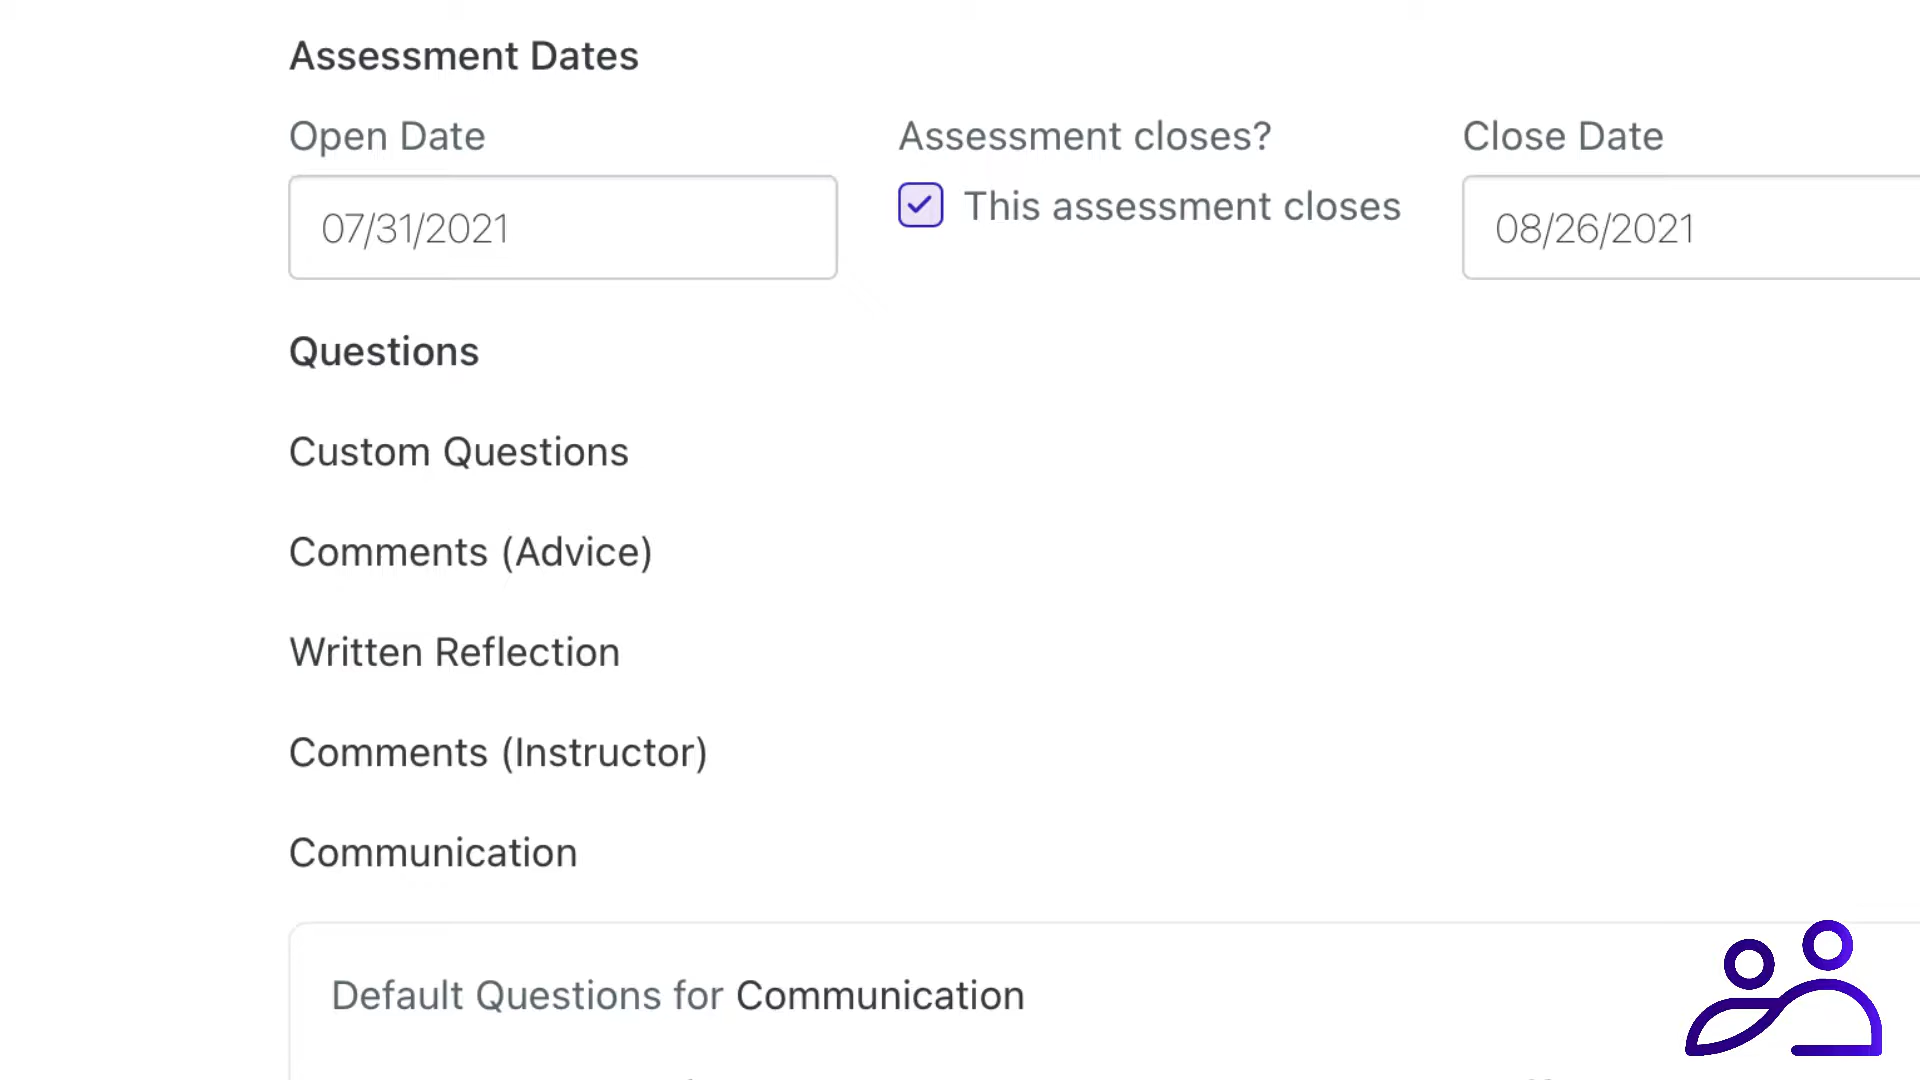 Assessment Dates
Open Date
Assessment closes?
Close Date
07/31/2021
This assessment closes
08/26/2021
Questions
Custom Questions
Comments (Advice)
Written Reflection
Comments (Instructor)
Communication
Default Questions for Communication